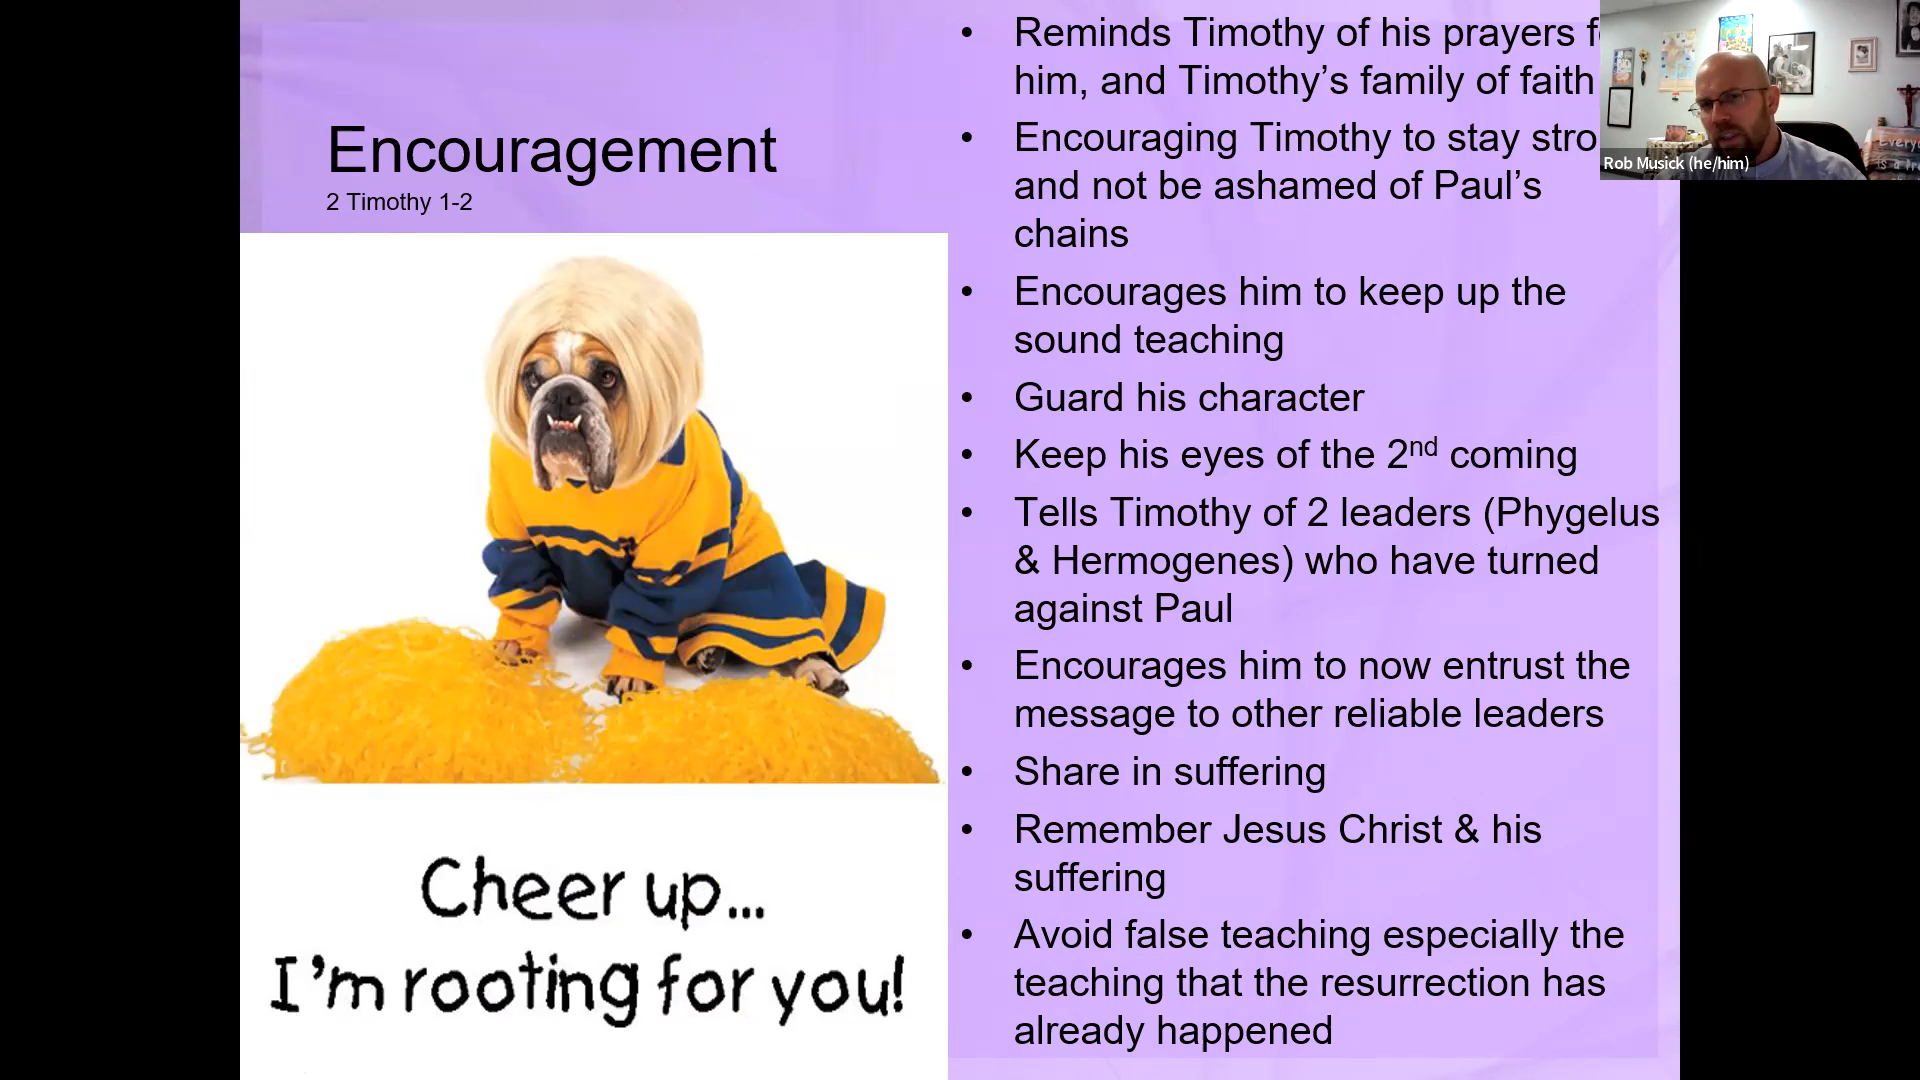 Encouragement
2 Timothy 1-2
Cheer up...
I'm rooting for you!
• Reminds Timothy of his prayers
him, and Timothy’s family of faith
• Encouraging Timothy to stay
and not be ashamed of Paul’s
chains
• Encourages him to keep up the
sound teaching
• Guard his character
• Keep his eyes of the 2nd coming
• Tells Timothy of 2 leaders (Phygelus
& Hermogenes) who have turned
against Paul
• Encourages him to now entrust the
message to other reliable leaders
• Share in suffering
• Remember Jesus Christ & his
suffering
• Avoid false teaching especially the
teaching that the resurrection has
already happened
Rob Musick (he/him)